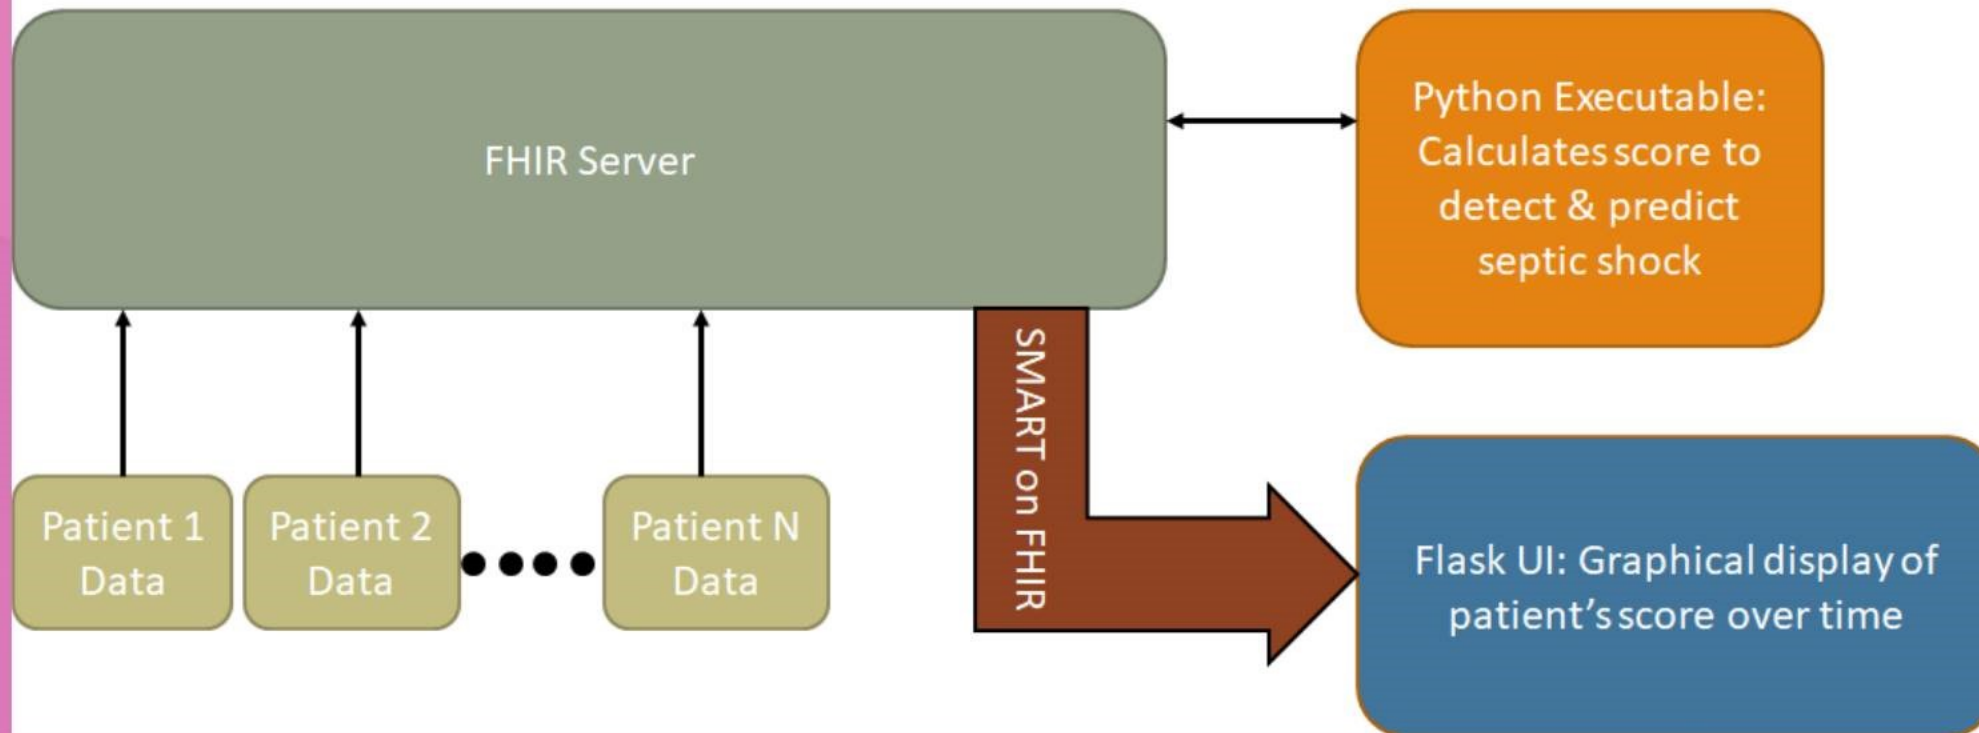 FHIR Server
Python Executable:
Calculates score to
detect & predict
septic shock
SMART on FHIR
Patient 1
Data
Patient 2
Data
Patient N
Data
Flask UI: Graphical display of
patient’s score over time